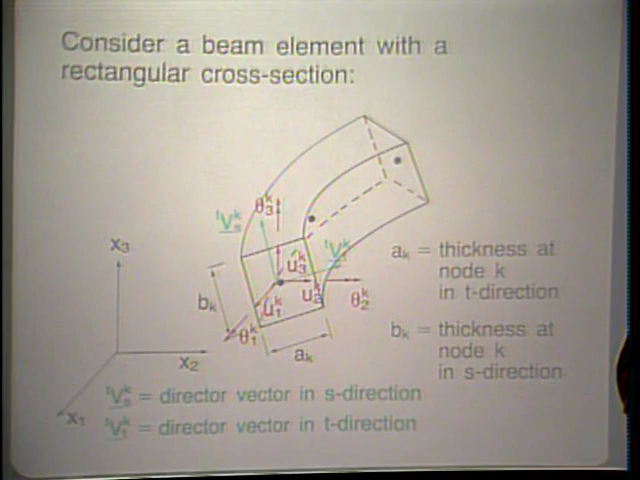 Consider a beam element with a
rectangular cross-section:
θ₃ᵏ
ᵗV̲ₛᵏ
ᵗV̲ₜᵏ
x₃
u₃ᵏ
u₂ᵏ
θ₂ᵏ
u₁ᵏ
bₖ
θ₁ᵏ
aₖ
x₂
x₁
aₖ = thickness at
node k
in t-direction
bₖ = thickness at
node k
in s-direction
ᵗV̲ₛᵏ = director vector in s-direction
ᵗV̲ₜᵏ = director vector in t-direction